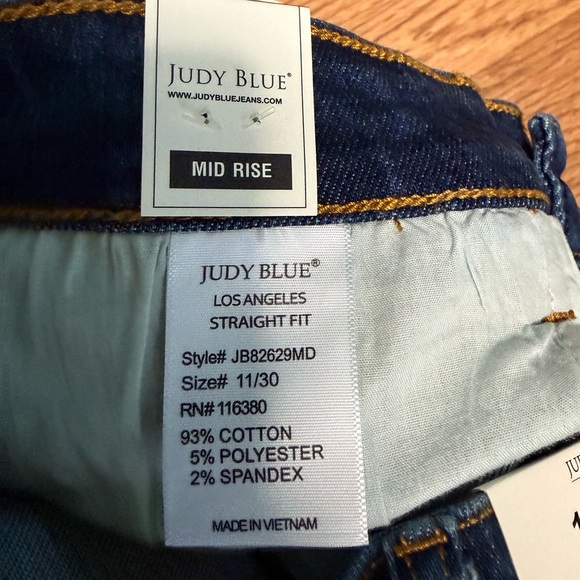 JUDY BLUE®
WWW.JUDYBLUEJEANS.COM
MID RISE
JUDY BLUE®
LOS ANGELES
STRAIGHT FIT
Style# JB82629MD
Size# 11/30
RN# 116380
93% COTTON
5% POLYESTER
2% SPANDEX
MADE IN VIETNAM